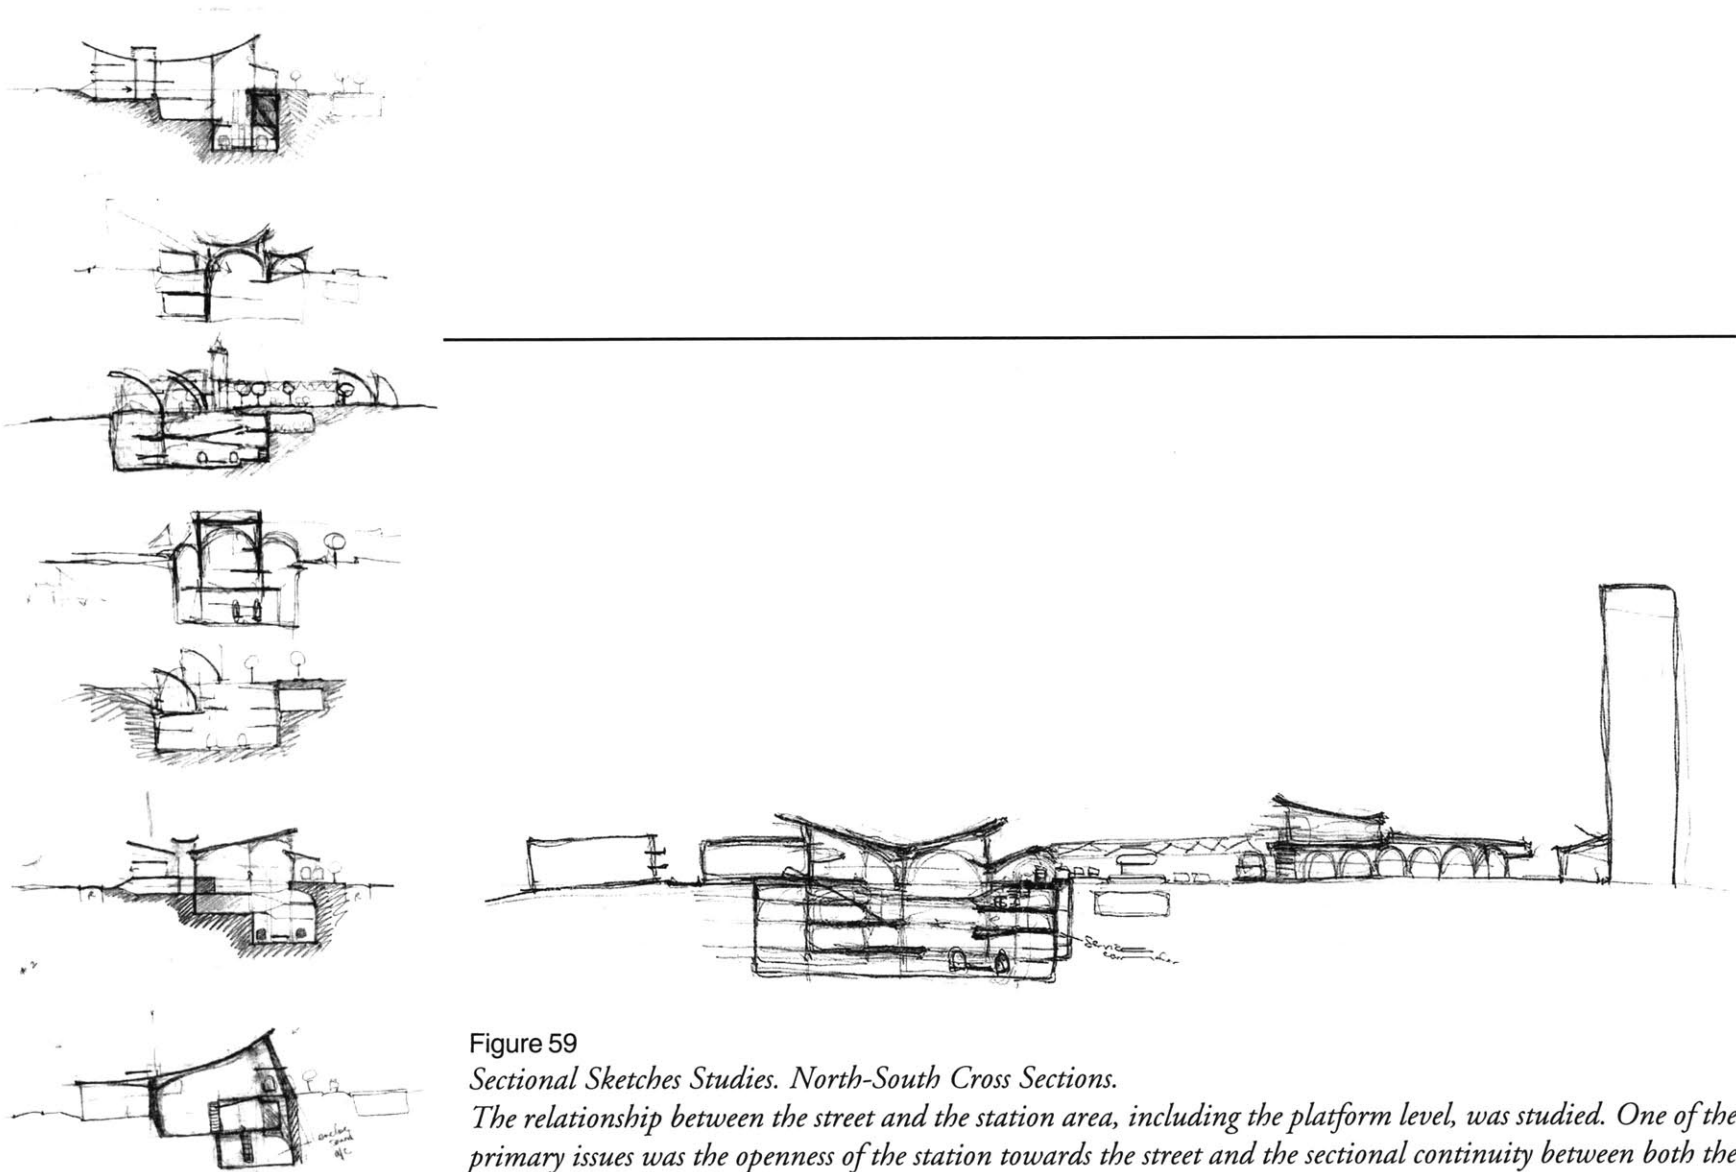 Figure 59
Sectional Sketches Studies. North-South Cross Sections.
The relationship between the street and the station area, including the platform level, was studied. One of the
primary issues was the openness of the station towards the street and the sectional continuity between both the
Service